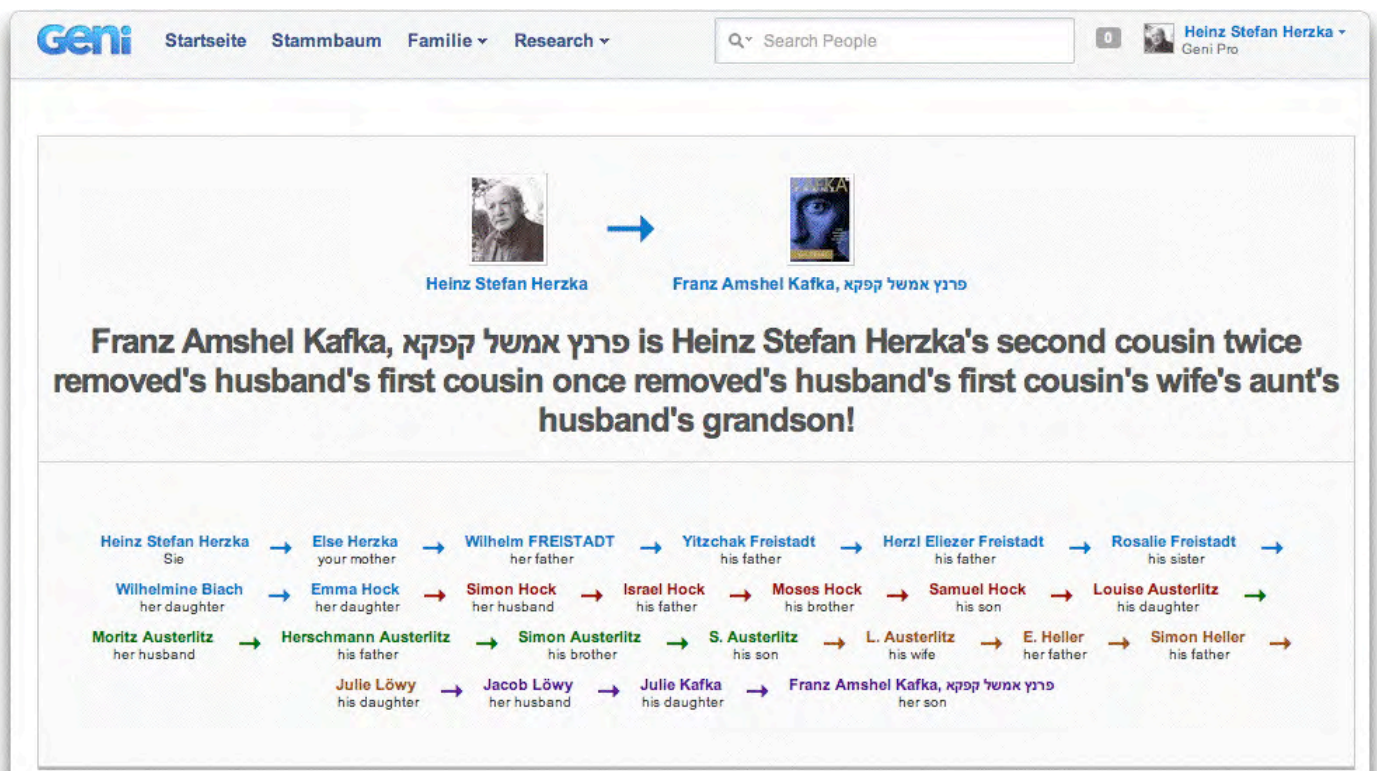 Geni Startseite Stammbaum Familie Research Search People 0 Heinz Stefan Herzka
Geni Pro
KAFKA
Heinz Stefan Herzka Franz Amshel Kafka, פרנץ אמשל קפקא
Franz Amshel Kafka, פרנץ אמשל קפקא is Heinz Stefan Herzka's second cousin twice
removed's husband's first cousin once removed's husband's first cousin's wife's aunt's
husband's grandson!
Heinz Stefan Herzka → Else Herzka → Wilhelm FREISTADT → Yitzchak Freistadt → Herzl Eliezer Freistadt → Rosalie Freistadt →
Sie your mother her father his father his father his sister
Wilhelmine Biach → Emma Hock → Simon Hock → Israel Hock → Moses Hock → Samuel Hock → Louise Austerlitz →
her daughter her daughter her husband his father his brother his son his daughter
Moritz Austerlitz → Herschmann Austerlitz → Simon Austerlitz → S. Austerlitz → L. Austerlitz → E. Heller → Simon Heller →
her husband his father his brother his son his wife her father his father
Julie Löwy → Jacob Löwy → Julie Kafka → Franz Amshel Kafka, פרנץ אמשל קפקא
his daughter her husband his daughter her son